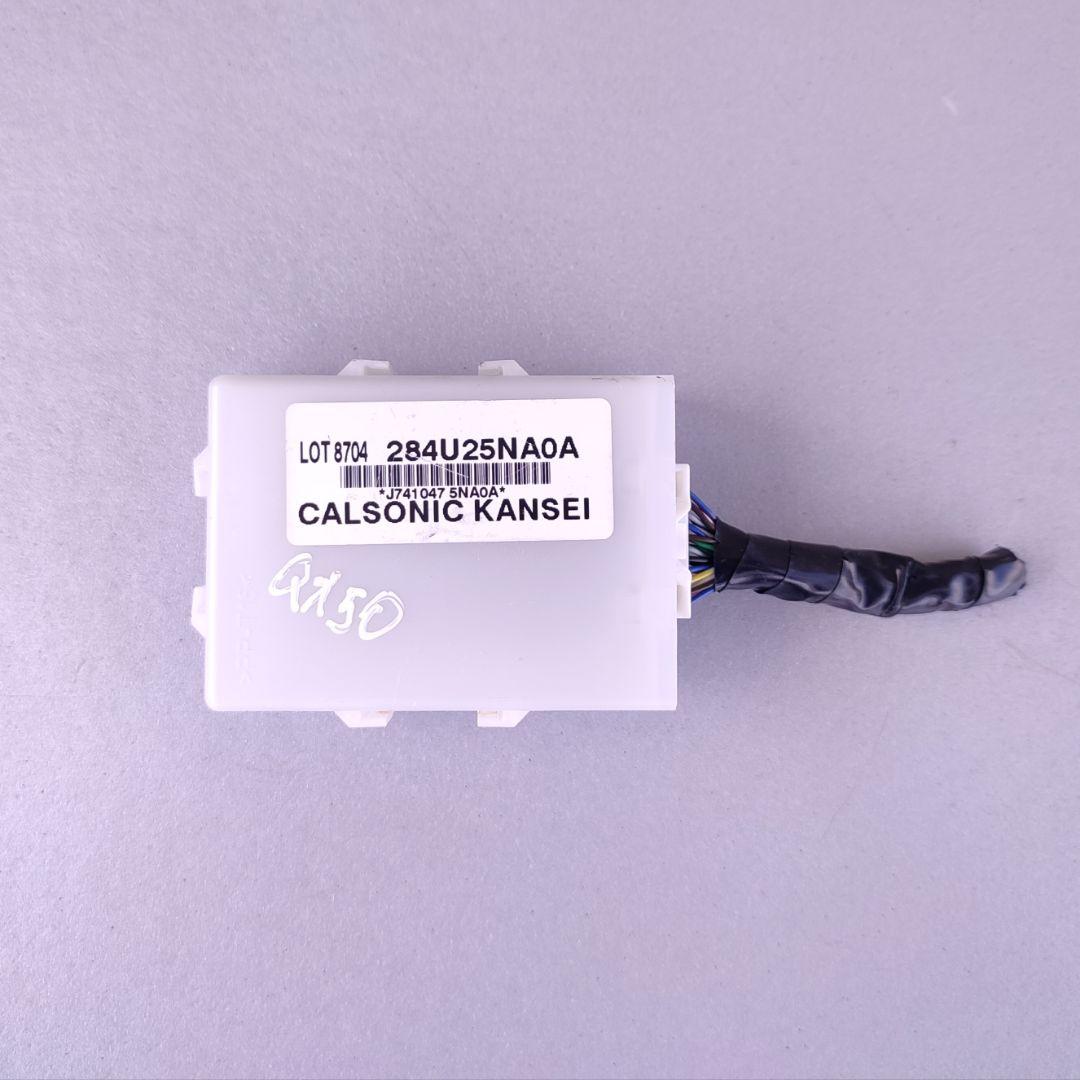 LOT 8704 284U25NA0A
*J741047 5NA0A*
CALSONIC KANSEI
QX50